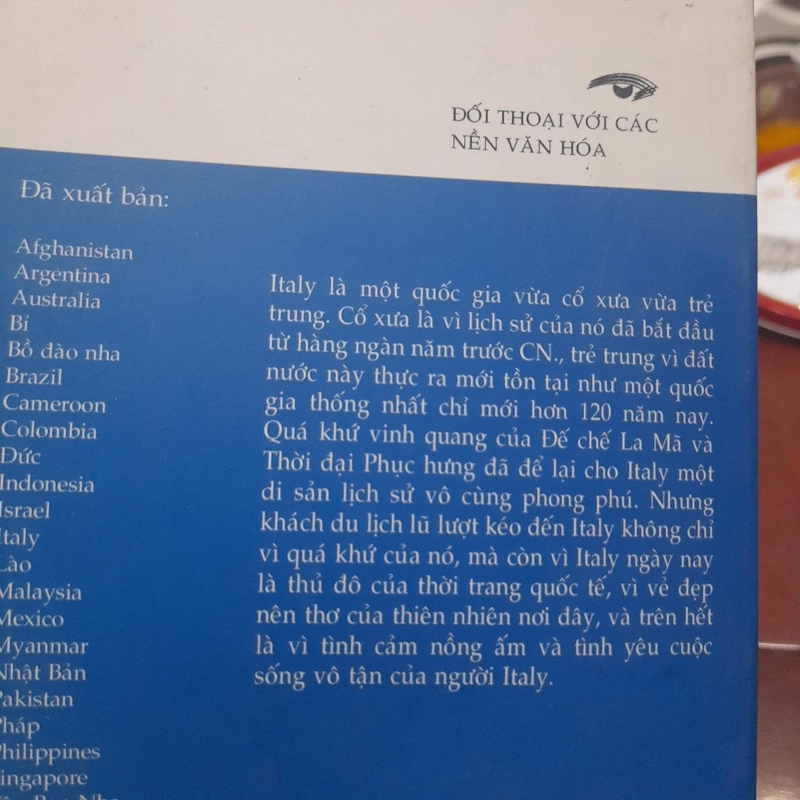 ĐỐI THOẠI VỚI CÁC
NỀN VĂN HÓA
Đã xuất bản:
Afghanistan
Argentina
Australia
Bỉ
Bồ đào nha
Brazil
Cameroon
Colombia
Đức
Indonesia
Israel
Italy
Lào
Malaysia
Mexico
Myanmar
Nhật Bản
Pakistan
Pháp
Philippines
Singapore
Italy là một quốc gia vừa cổ xưa vừa trẻ
trung. Cổ xưa là vì lịch sử của nó đã bắt đầu
từ hàng ngàn năm trước CN., trẻ trung vì đất
nước này thực ra mới tồn tại như một quốc
gia thống nhất chỉ mới hơn 120 năm nay.
Quá khứ vinh quang của Đế chế La Mã và
Thời đại Phục hưng đã để lại cho Italy một
di sản lịch sử vô cùng phong phú. Nhưng
khách du lịch lũ lượt kéo đến Italy không chỉ
vì quá khứ của nó, mà còn vì Italy ngày nay
là thủ đô của thời trang quốc tế, vì vẻ đẹp
nên thơ của thiên nhiên nơi đây, và trên hết
là vì tình cảm nồng ấm và tình yêu cuộc
sống vô tận của người Italy.